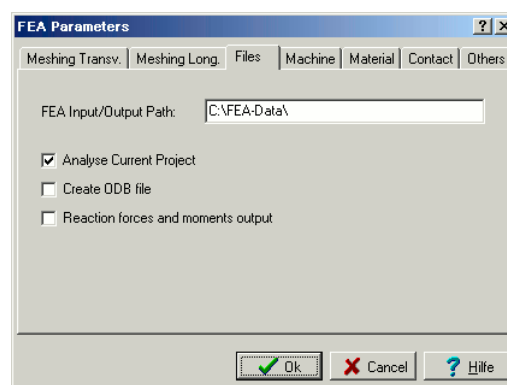 FEA Parameters
Meshing Transv. Meshing Long. Files Machine Material Contact Others
FEA Input/Output Path: C:\FEA-Data\
Analyse Current Project
Create ODB file
Reaction forces and moments output
Ok Cancel Hilfe